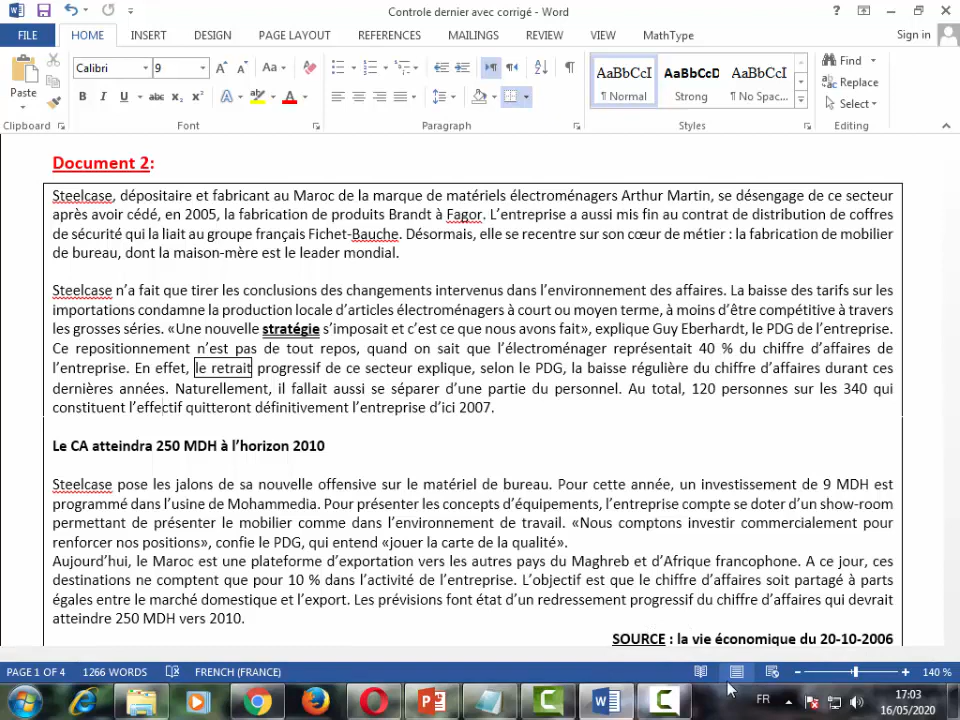 Controle dernier avec corrigé - Word
FILE HOME INSERT DESIGN PAGE LAYOUT REFERENCES MAILINGS REVIEW VIEW MathType Sign in
Calibri 9 Aa AaBbCcI AaBbCcD AaBbCcI Find
Paste Replace
B I U abc x₂ x² A A ¶ Normal Strong ¶ No Spac... Select
Clipboard Font Paragraph Styles Editing
Document 2:
Steelcase, dépositaire et fabricant au Maroc de la marque de matériels électroménagers Arthur Martin, se désengage de ce secteur
après avoir cédé, en 2005, la fabrication de produits Brandt à Fagor. L’entreprise a aussi mis fin au contrat de distribution de coffres
de sécurité qui la liait au groupe français Fichet-Bauche. Désormais, elle se recentre sur son cœur de métier : la fabrication de mobilier
de bureau, dont la maison-mère est le leader mondial.
Steelcase n’a fait que tirer les conclusions des changements intervenus dans l’environnement des affaires. La baisse des tarifs sur les
importations condamne la production locale d’articles électroménagers à court ou moyen terme, à moins d’être compétitive à travers
les grosses séries. «Une nouvelle stratégie s’imposait et c’est ce que nous avons fait», explique Guy Eberhardt, le PDG de l’entreprise.
Ce repositionnement n’est pas de tout repos, quand on sait que l’électroménager représentait 40 % du chiffre d’affaires de
l’entreprise. En effet, le retrait progressif de ce secteur explique, selon le PDG, la baisse régulière du chiffre d’affaires durant ces
dernières années. Naturellement, il fallait aussi se séparer d’une partie du personnel. Au total, 120 personnes sur les 340 qui
constituent l’effectif quitteront définitivement l’entreprise d’ici 2007.
Le CA atteindra 250 MDH à l’horizon 2010
Steelcase pose les jalons de sa nouvelle offensive sur le matériel de bureau. Pour cette année, un investissement de 9 MDH est
programmé dans l’usine de Mohammedia. Pour présenter les concepts d’équipements, l’entreprise compte se doter d’un show-room
permettant de présenter le mobilier comme dans l’environnement de travail. «Nous comptons investir commercialement pour
renforcer nos positions», confie le PDG, qui entend «jouer la carte de la qualité».
Aujourd’hui, le Maroc est une plateforme d’exportation vers les autres pays du Maghreb et d’Afrique francophone. A ce jour, ces
destinations ne comptent que pour 10 % dans l’activité de l’entreprise. L’objectif est que le chiffre d’affaires soit partagé à parts
égales entre le marché domestique et l’export. Les prévisions font état d’un redressement progressif du chiffre d’affaires qui devrait
atteindre 250 MDH vers 2010.
SOURCE : la vie économique du 20-10-2006
PAGE 1 OF 4 1266 WORDS FRENCH (FRANCE) 140 %
FR 17:03
16/05/2020